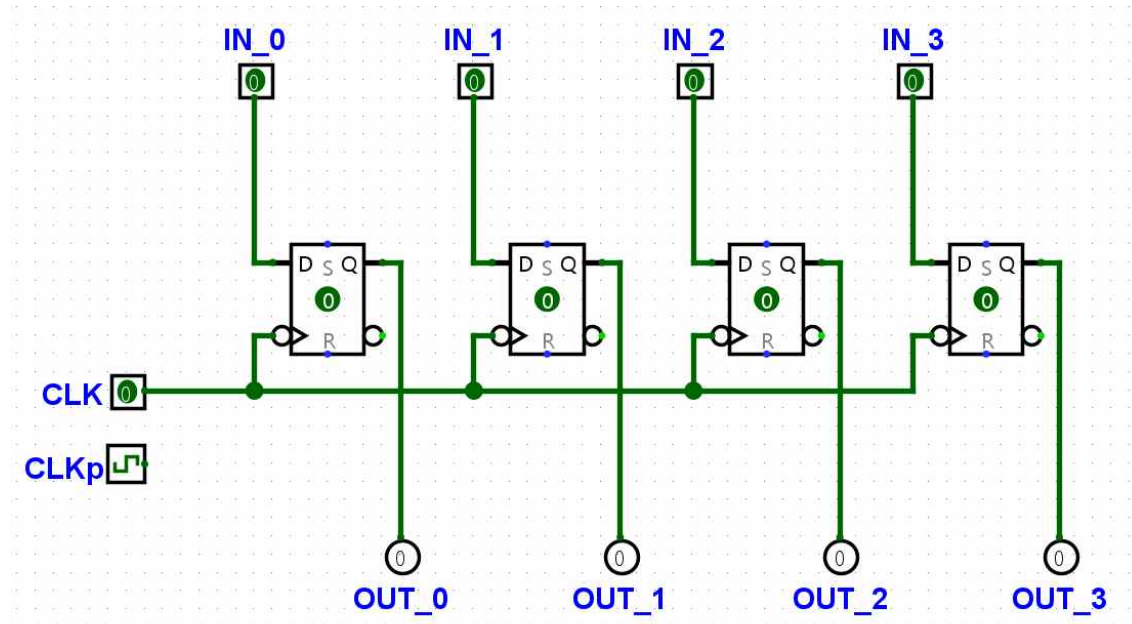 IN_0 IN_1 IN_2 IN_3
0 0 0 0
D S Q D S Q D S Q D S Q
0 0 0 0
R R R R
CLK 0
CLKp
0 0 0 0
OUT_0 OUT_1 OUT_2 OUT_3